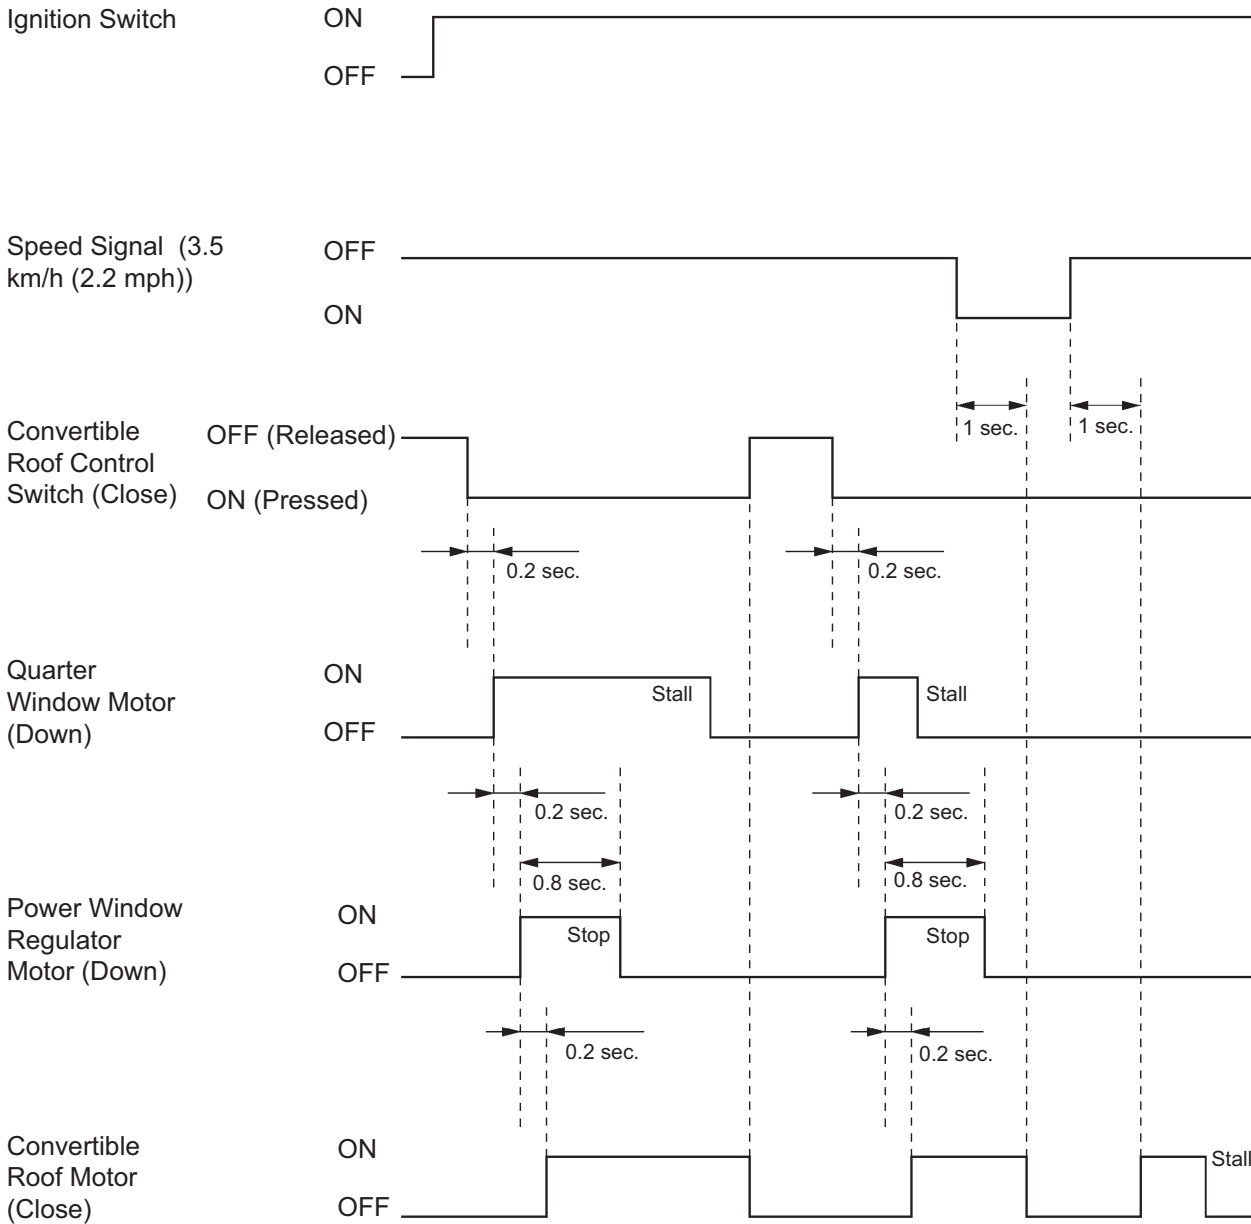 Ignition Switch
ON
OFF
Speed Signal (3.5
km/h (2.2 mph))
OFF
ON
1 sec.
1 sec.
Convertible
Roof Control
Switch (Close)
OFF (Released)
ON (Pressed)
0.2 sec.
0.2 sec.
Quarter
Window Motor
(Down)
ON
OFF
Stall
Stall
0.2 sec.
0.2 sec.
0.8 sec.
0.8 sec.
Power Window
Regulator
Motor (Down)
ON
OFF
Stop
Stop
0.2 sec.
0.2 sec.
Convertible
Roof Motor
(Close)
ON
OFF
Stall